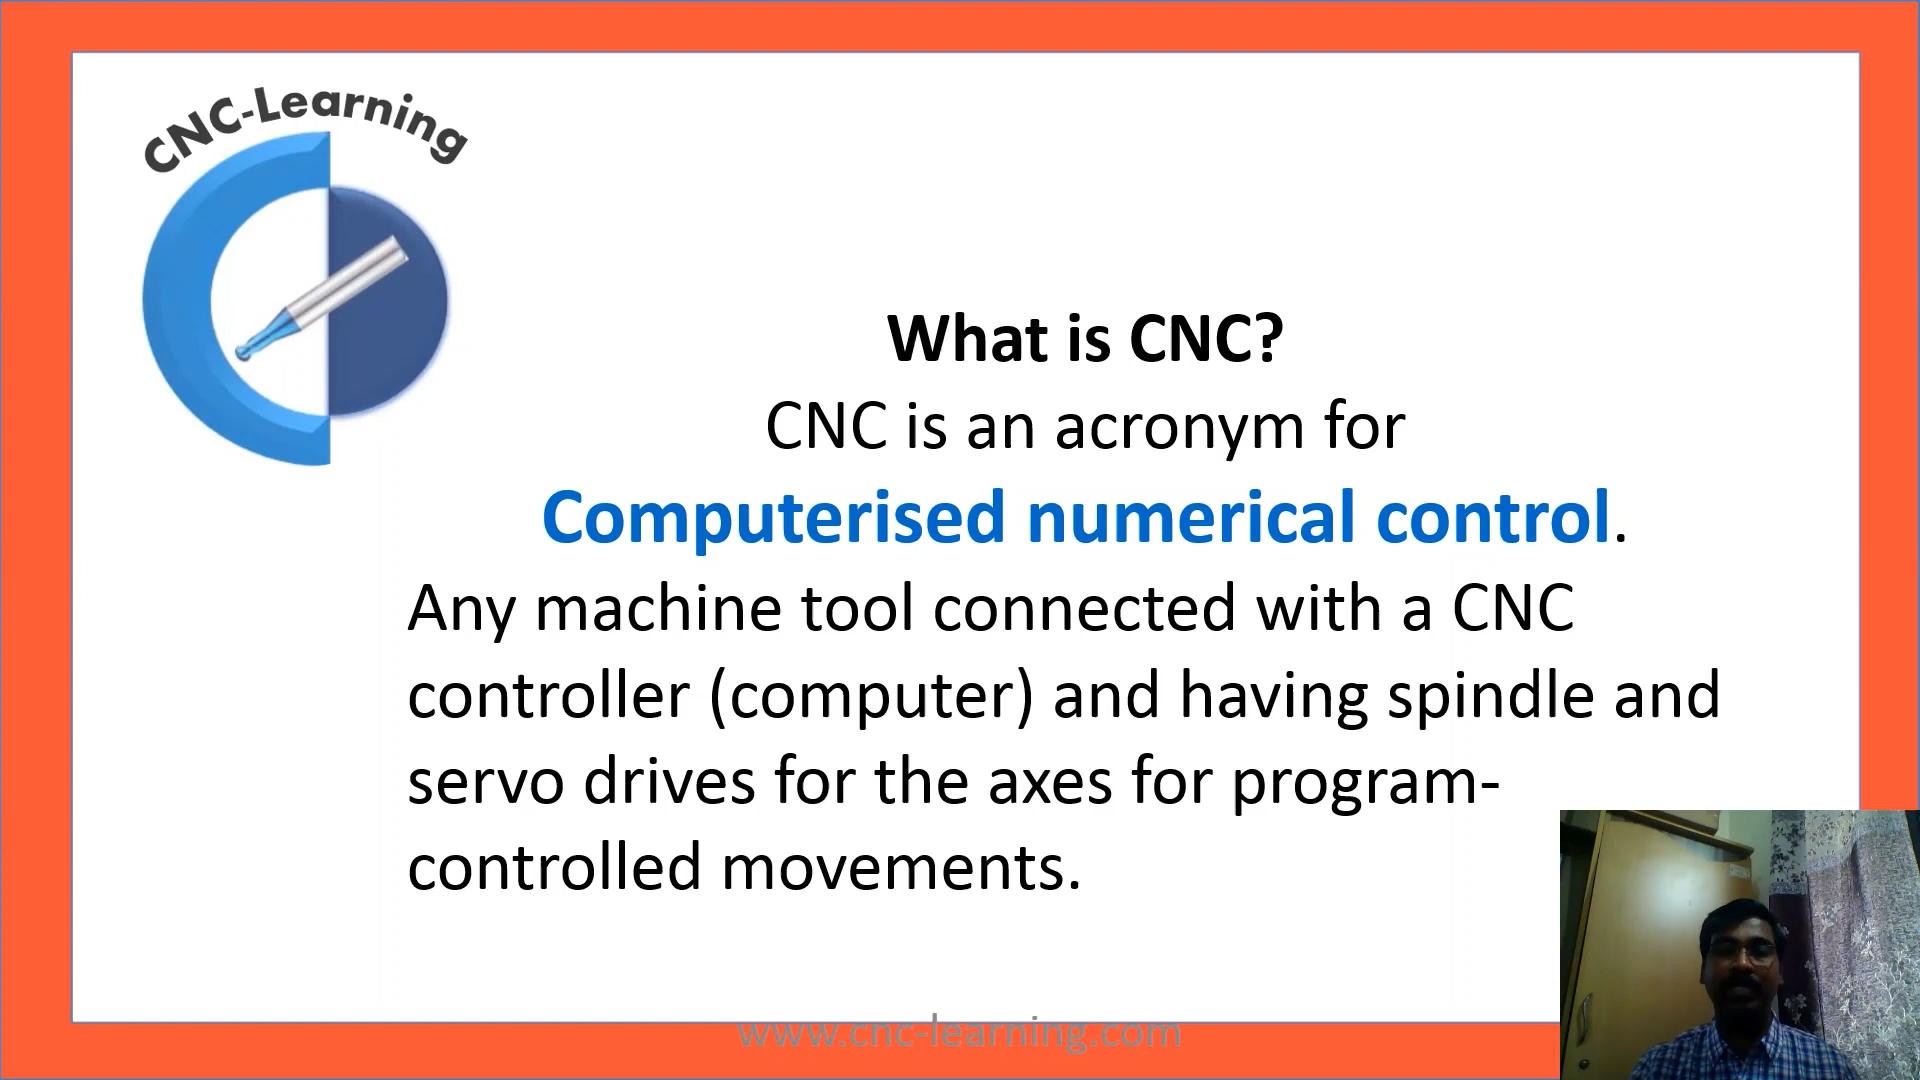 CNC-Learning
What is CNC?
CNC is an acronym for
Computerised numerical control.
Any machine tool connected with a CNC
controller (computer) and having spindle and
servo drives for the axes for program-
controlled movements.
www.cnc-learning.com